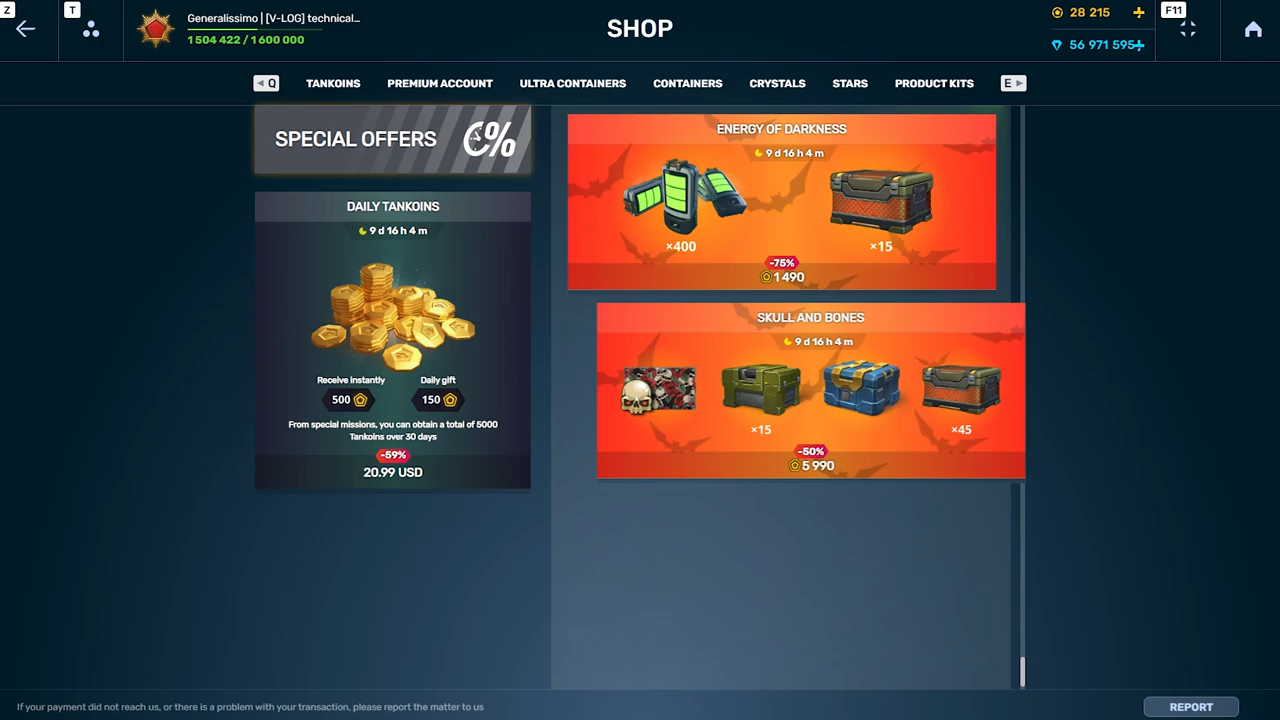 Z
T
Generalissimo | [V-LOG] technical...
1 504 422 / 1 600 000
SHOP
28 215
56 971 595
F11
Q
TANKOINS
PREMIUM ACCOUNT
ULTRA CONTAINERS
CONTAINERS
CRYSTALS
STARS
PRODUCT KITS
E
SPECIAL OFFERS
%
DAILY TANKOINS
9 d 16 h 4 m
Receive instantly
500
Daily gift
150
From special missions, you can obtain a total of 5000
Tankoins over 30 days
-59%
20.99 USD
ENERGY OF DARKNESS
9 d 16 h 4 m
×400
×15
-75%
1 490
SKULL AND BONES
9 d 16 h 4 m
×15
×45
-50%
5 990
If your payment did not reach us, or there is a problem with your transaction, please report the matter to us
REPORT